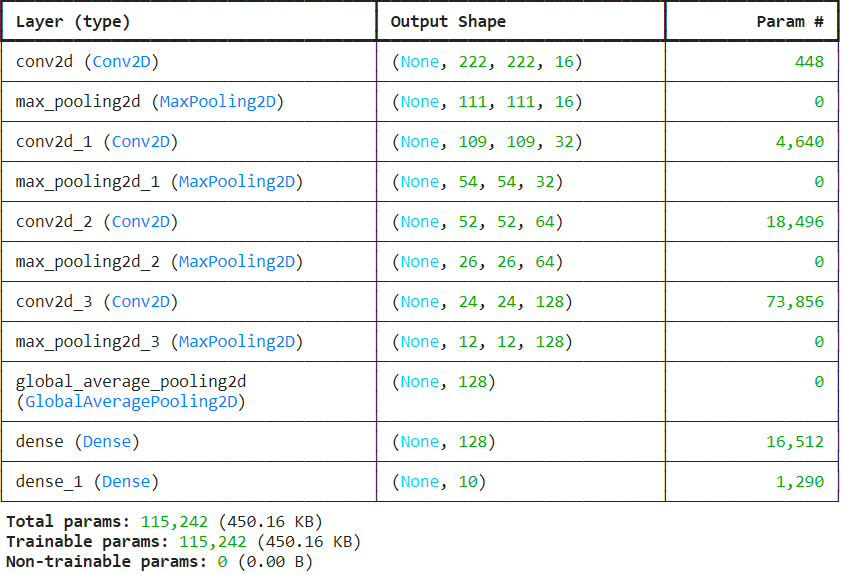 Layer (type) Output Shape Param #
conv2d (Conv2D) (None, 222, 222, 16) 448
max_pooling2d (MaxPooling2D) (None, 111, 111, 16) 0
conv2d_1 (Conv2D) (None, 109, 109, 32) 4,640
max_pooling2d_1 (MaxPooling2D) (None, 54, 54, 32) 0
conv2d_2 (Conv2D) (None, 52, 52, 64) 18,496
max_pooling2d_2 (MaxPooling2D) (None, 26, 26, 64) 0
conv2d_3 (Conv2D) (None, 24, 24, 128) 73,856
max_pooling2d_3 (MaxPooling2D) (None, 12, 12, 128) 0
global_average_pooling2d (None, 128) 0
(GlobalAveragePooling2D)
dense (Dense) (None, 128) 16,512
dense_1 (Dense) (None, 10) 1,290
Total params: 115,242 (450.16 KB)
Trainable params: 115,242 (450.16 KB)
Non-trainable params: 0 (0.00 B)